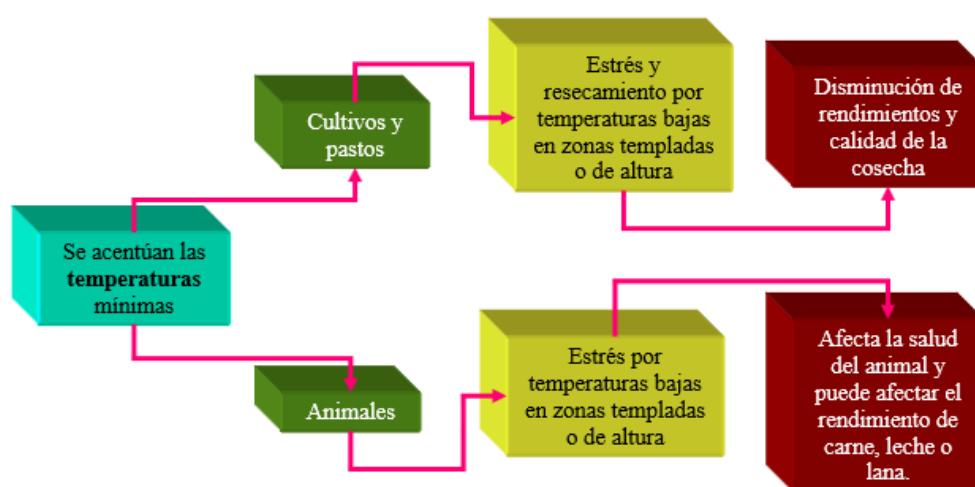 Se acentúan las
temperaturas
mínimas
Cultivos y
pastos
Estrés y
resecamiento por
temperaturas bajas
en zonas templadas
o de altura
Disminución de
rendimientos y
calidad de la
cosecha
Animales
Estrés por
temperaturas bajas
en zonas templadas
o de altura
Afecta la salud
del animal y
puede afectar el
rendimiento de
carne, leche o
lana.